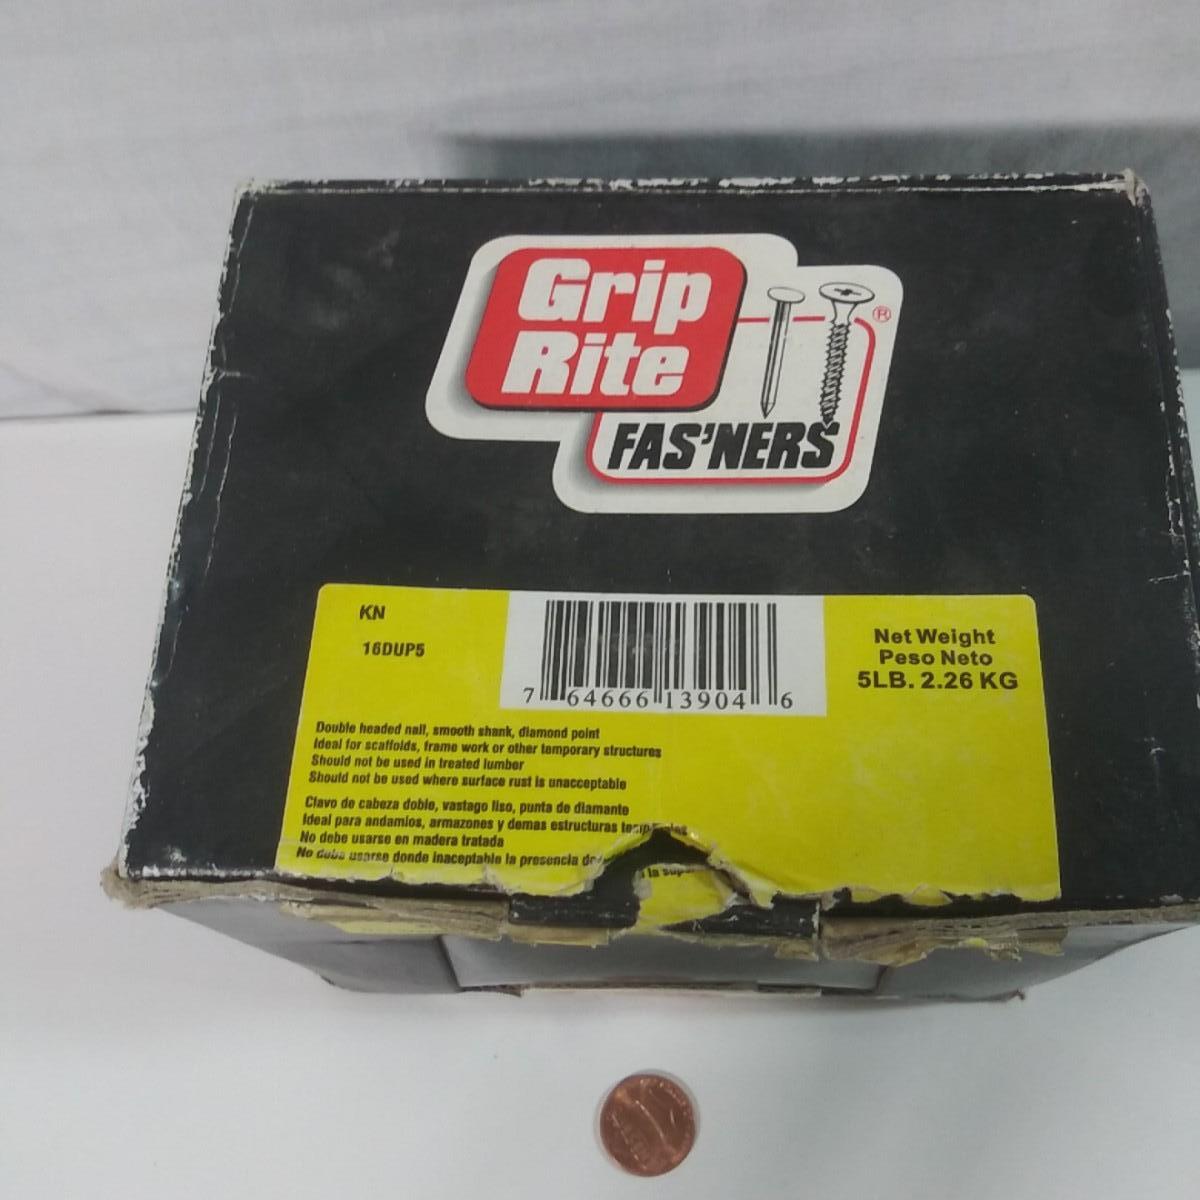 Grip
Rite
®
FAS'NERS
KN
16DUP5
7 64666 13904 6
Net Weight
Peso Neto
5LB. 2.26 KG
Double headed nail, smooth shank, diamond point
Ideal for scaffolds, frame work or other temporary structures
Should not be used in treated lumber
Should not be used where surface rust is unacceptable
Clavo de cabeza doble, vastago liso, punta de diamante
Ideal para andamios, armazones y demas estructuras
No debe usarse en madera tratada
No debe usarse donde inaceptable la presencia de
la